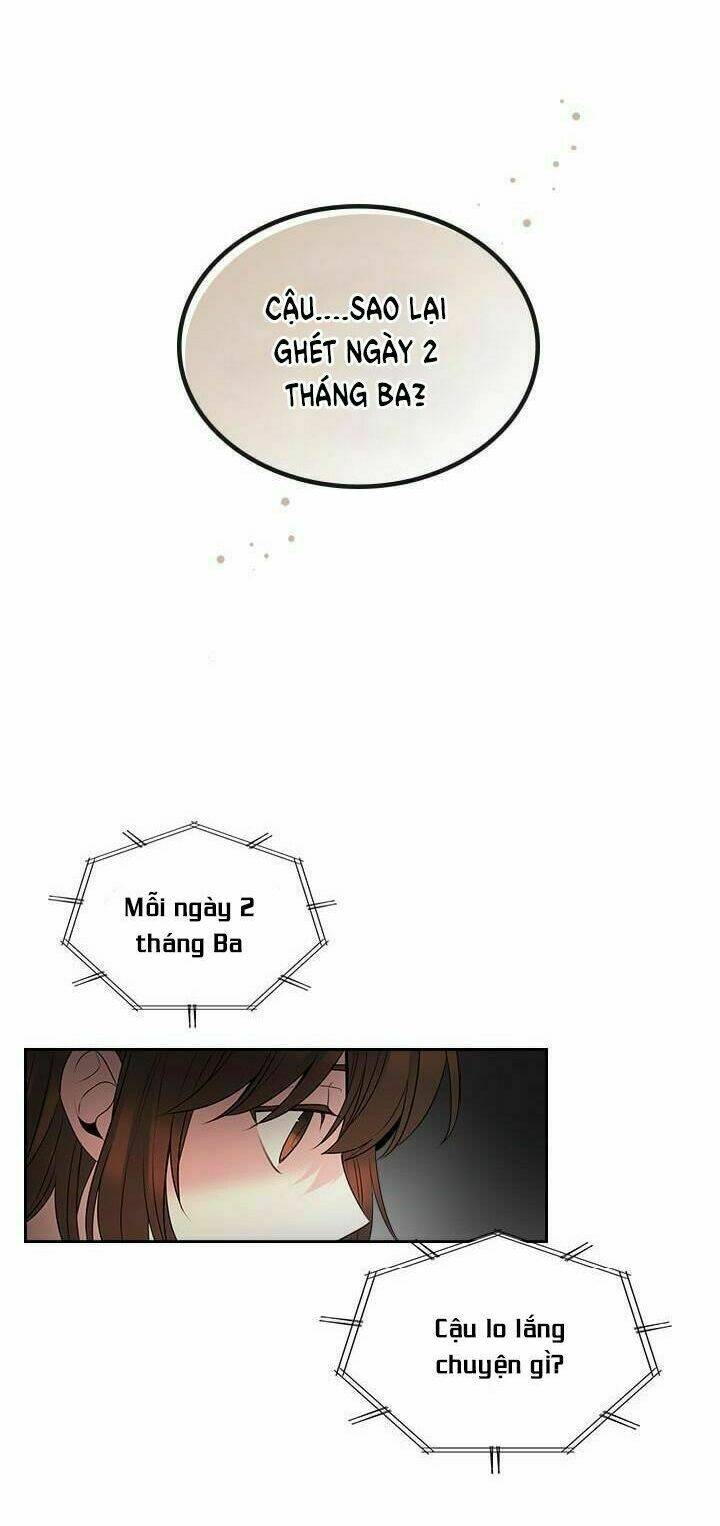 CẬU....SAO LẠI
GHÉT NGÀY 2
THÁNG BA?
Mỗi ngày 2
tháng Ba
Cậu lo lắng
chuyện gì?